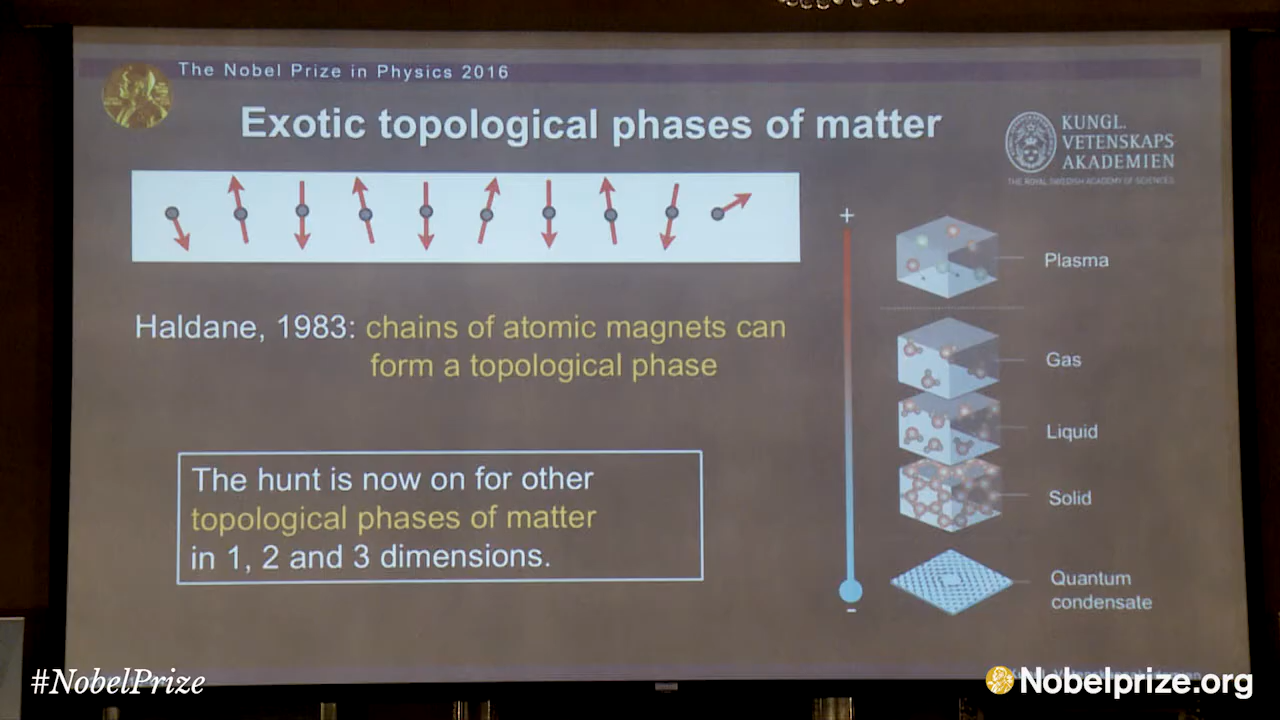 The Nobel Prize in Physics 2016
Exotic topological phases of matter
KUNGL.
VETENSKAPS
AKADEMIEN
THE ROYAL SWEDISH ACADEMY OF SCIENCES
Haldane, 1983: chains of atomic magnets can
form a topological phase
The hunt is now on for other
topological phases of matter
in 1, 2 and 3 dimensions.
+
Plasma
Gas
Liquid
Solid
Quantum
condensate
-
#NobelPrize
Nobelprize.org